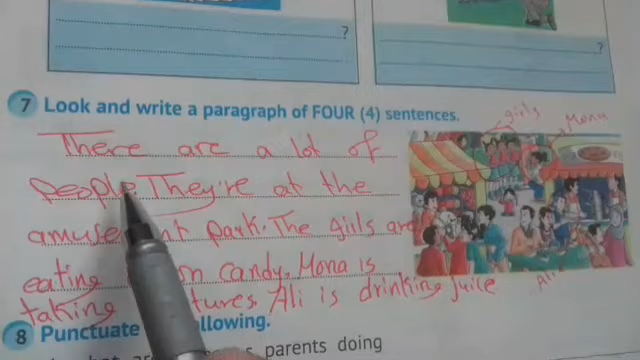 ?
?
7 Look and write a paragraph of FOUR (4) sentences.
girls
Mona
There are a lot of
people They're at the
amuse nt park. The girls are
eating on candy. Mona is
taking tures Ali is drinking juice
Ali
8 Punctuate llowing.
parents doing